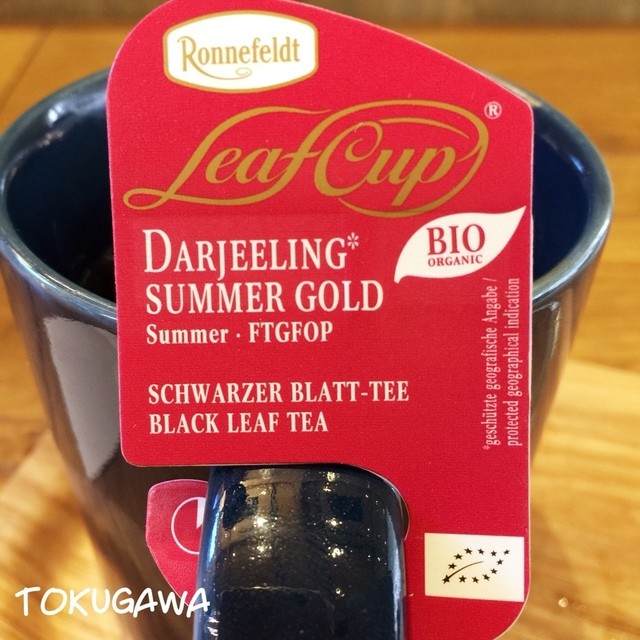 Ronnefeldt
LeafCup®
DARJEELING*
SUMMER GOLD
Summer · FTGFOP
BIO
ORGANIC
SCHWARZER BLATT-TEE
BLACK LEAF TEA
*geschützte geografische Angabe /
protected geographical indication
TOKUGAWA